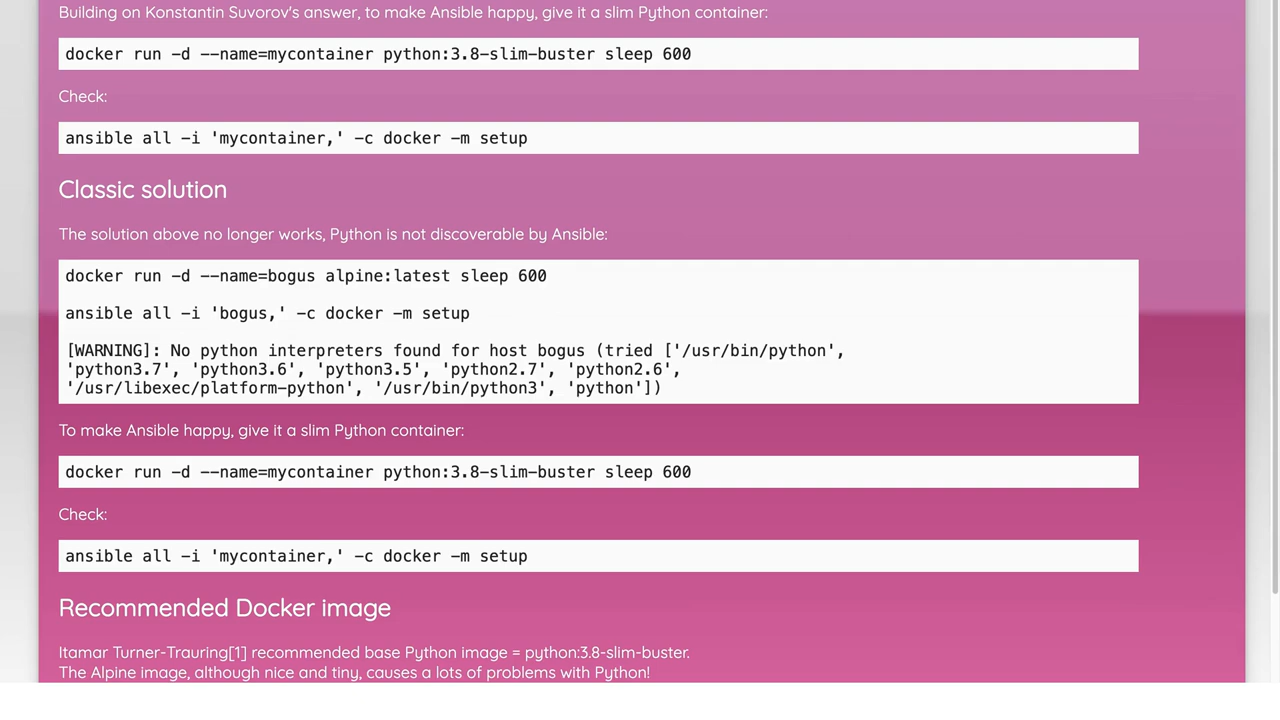 Building on Konstantin Suvorov's answer, to make Ansible happy, give it a slim Python container:
docker run -d --name=mycontainer python:3.8-slim-buster sleep 600
Check:
ansible all -i 'mycontainer,' -c docker -m setup
Classic solution
The solution above no longer works, Python is not discoverable by Ansible:
docker run -d --name=bogus alpine:latest sleep 600
ansible all -i 'bogus,' -c docker -m setup
[WARNING]: No python interpreters found for host bogus (tried ['/usr/bin/python',
'python3.7', 'python3.6', 'python3.5', 'python2.7', 'python2.6',
'/usr/libexec/platform-python', '/usr/bin/python3', 'python'])
To make Ansible happy, give it a slim Python container:
docker run -d --name=mycontainer python:3.8-slim-buster sleep 600
Check:
ansible all -i 'mycontainer,' -c docker -m setup
Recommended Docker image
Itamar Turner-Trauring[1] recommended base Python image = python:3.8-slim-buster.
The Alpine image, although nice and tiny, causes a lots of problems with Python!